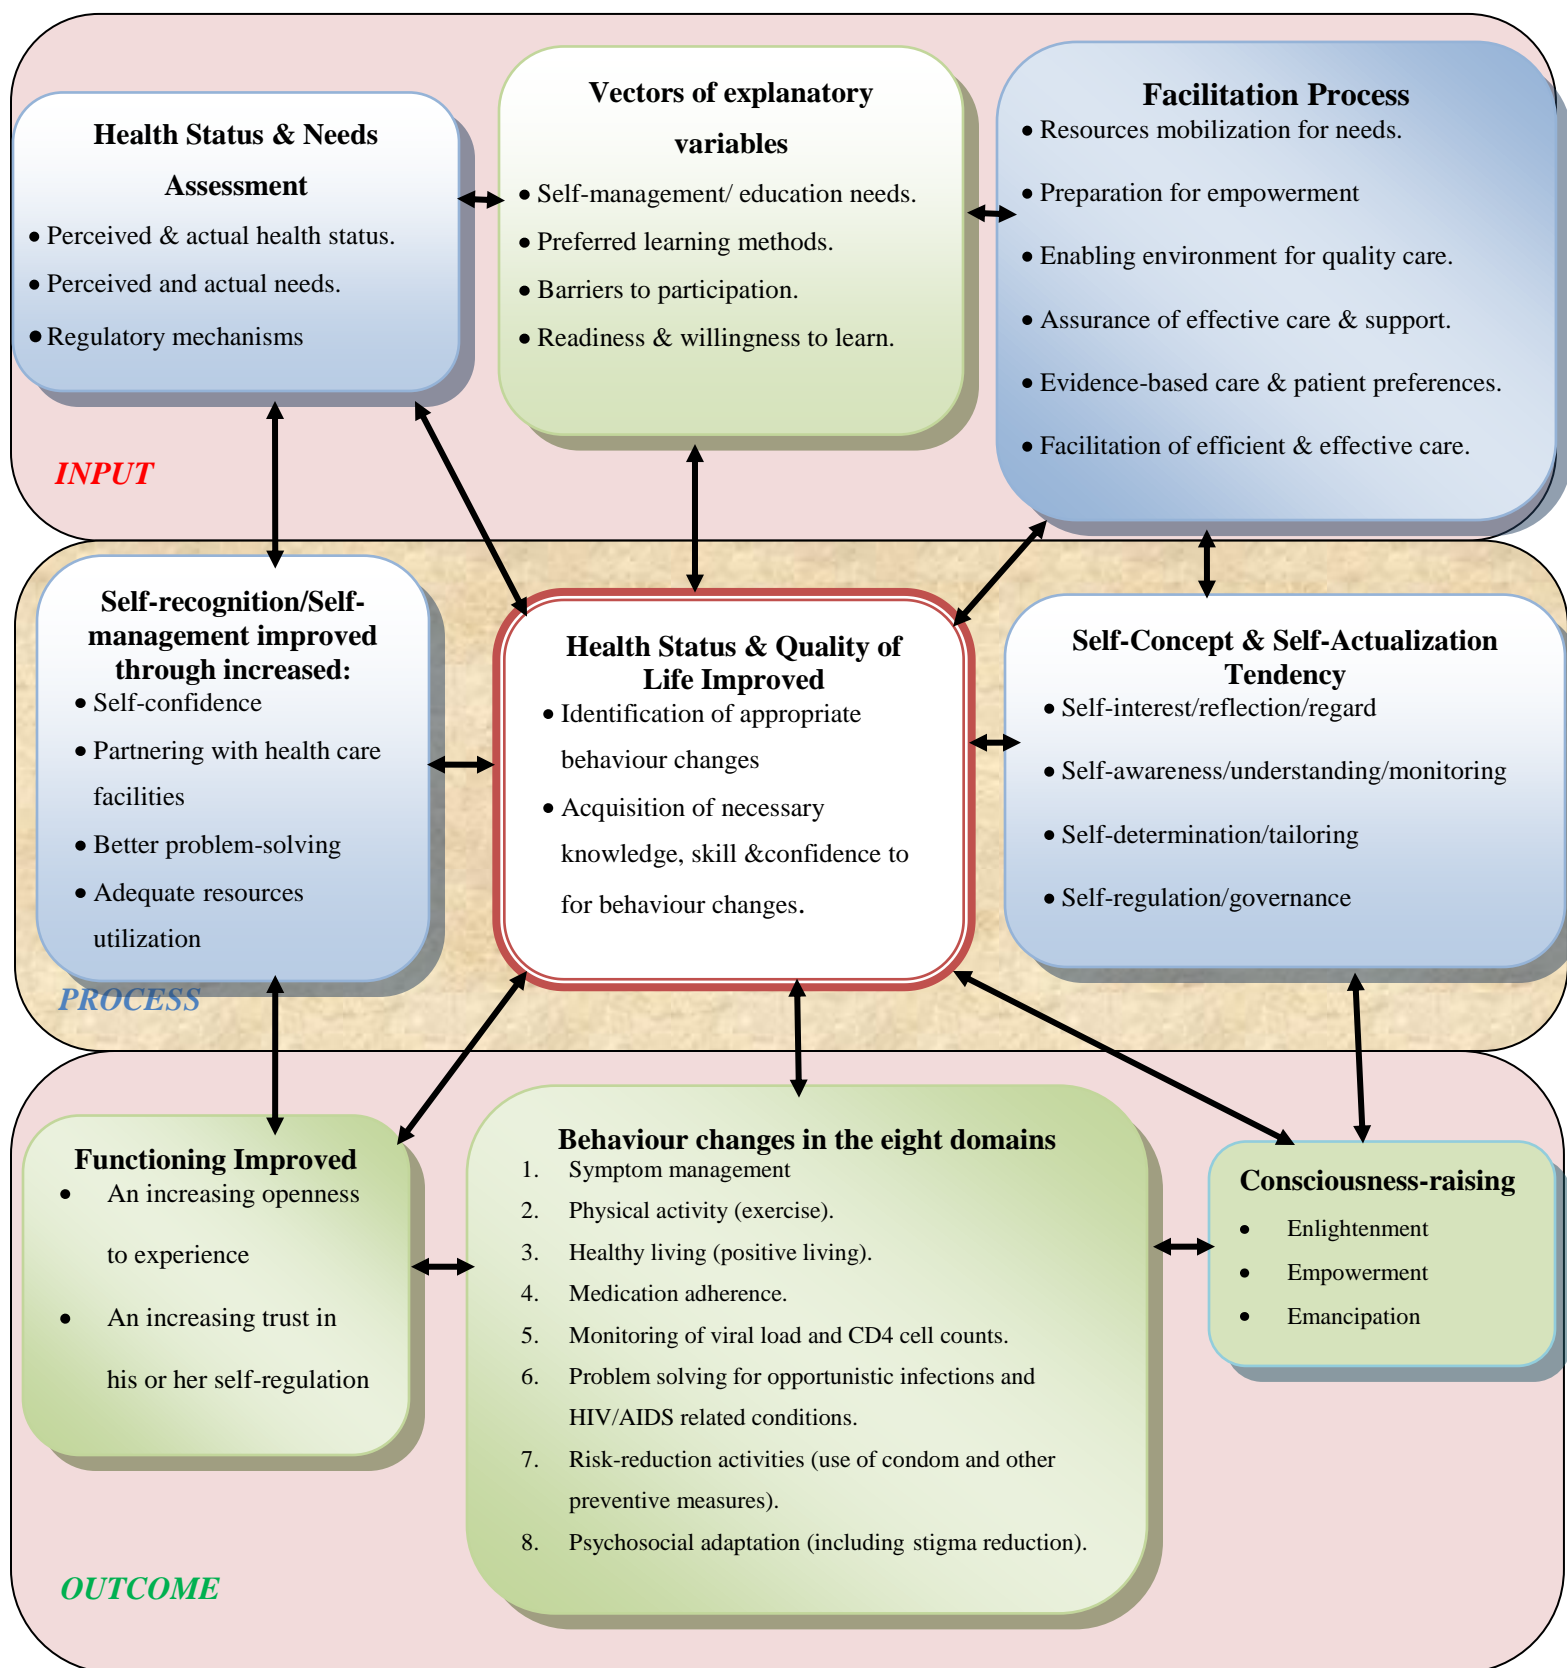 Health Status & Needs
Assessment
• Perceived & actual health status.
• Perceived and actual needs.
• Regulatory mechanisms
Vectors of explanatory
variables
• Self-management/ education needs.
• Preferred learning methods.
• Barriers to participation.
• Readiness & willingness to learn.
Facilitation Process
• Resources mobilization for needs.
• Preparation for empowerment
• Enabling environment for quality care.
• Assurance of effective care & support.
• Evidence-based care & patient preferences.
• Facilitation of efficient & effective care.
INPUT
Self-recognition/Self-
management improved
through increased:
• Self-confidence
• Partnering with health care
facilities
• Better problem-solving
• Adequate resources
utilization
Health Status & Quality of
Life Improved
• Identification of appropriate
behaviour changes
• Acquisition of necessary
knowledge, skill &confidence to
for behaviour changes.
Self-Concept & Self-Actualization
Tendency
• Self-interest/reflection/regard
• Self-awareness/understanding/monitoring
• Self-determination/tailoring
• Self-regulation/governance
PROCESS
Functioning Improved
• An increasing openness
to experience
• An increasing trust in
his or her self-regulation
Behaviour changes in the eight domains
1. Symptom management
2. Physical activity (exercise).
3. Healthy living (positive living).
4. Medication adherence.
5. Monitoring of viral load and CD4 cell counts.
6. Problem solving for opportunistic infections and
HIV/AIDS related conditions.
7. Risk-reduction activities (use of condom and other
preventive measures).
8. Psychosocial adaptation (including stigma reduction).
Consciousness-raising
• Enlightenment
• Empowerment
• Emancipation
OUTCOME